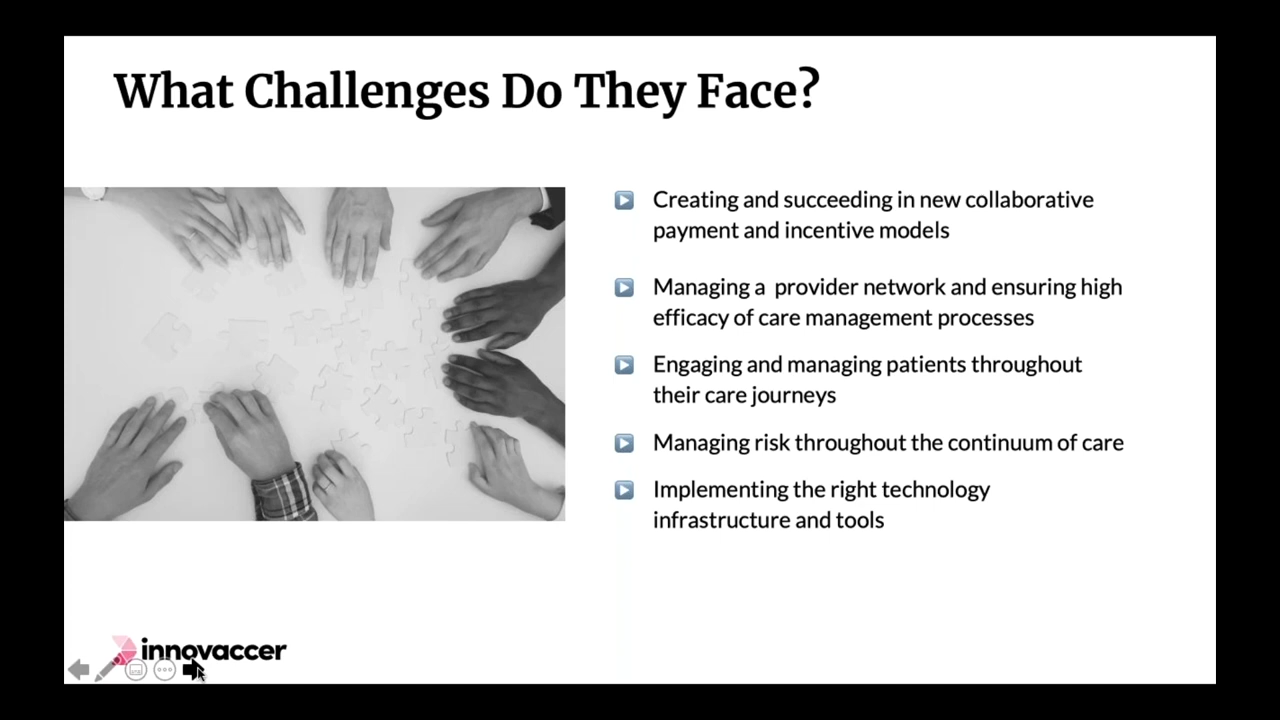 What Challenges Do They Face?
Creating and succeeding in new collaborative
payment and incentive models
Managing a  provider network and ensuring high
efficacy of care management processes
Engaging and managing patients throughout
their care journeys
Managing risk throughout the continuum of care
Implementing the right technology
infrastructure and tools
innovaccer